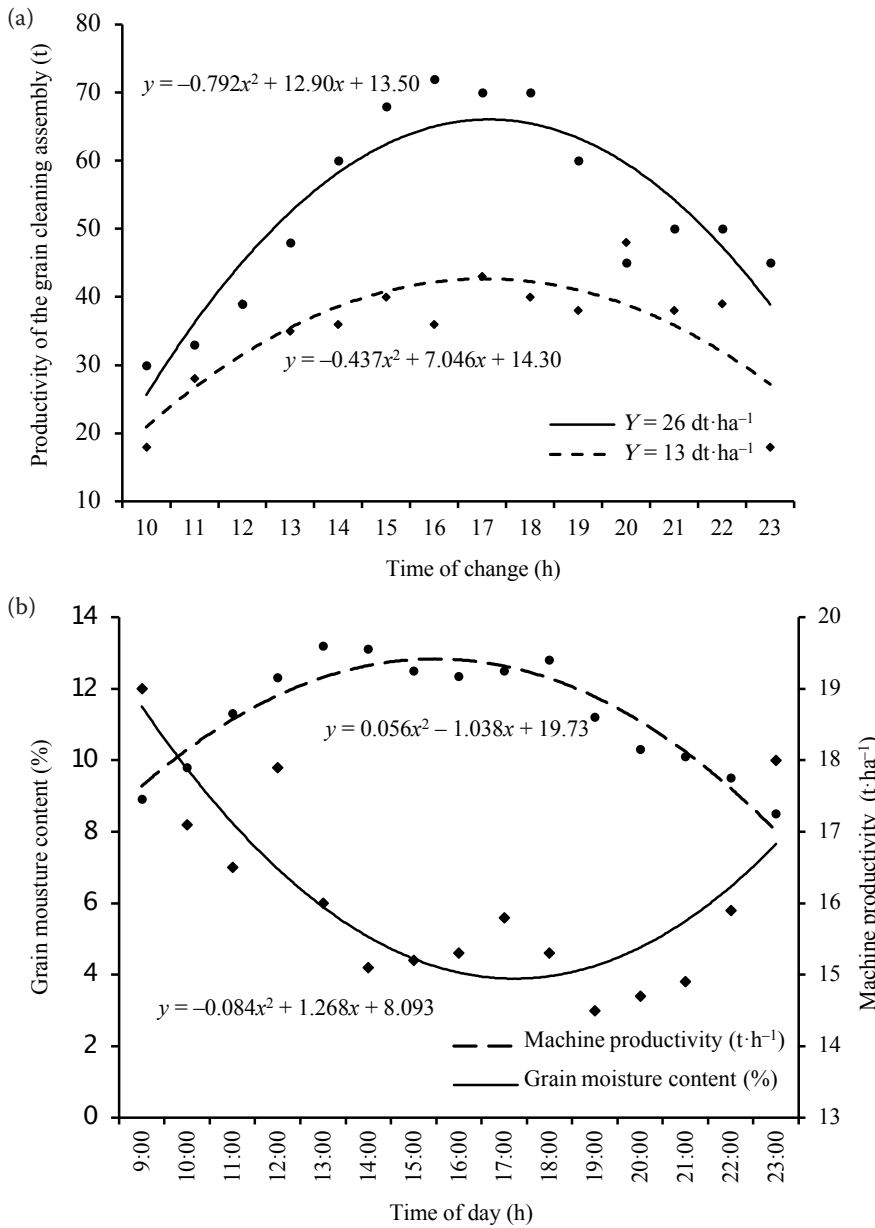 (a)
80
70
60
50
40
30
20
10
Productivity of the grain cleaning assembly (t)
y = –0.792x² + 12.90x + 13.50
y = –0.437x² + 7.046x + 14.30
Y = 26 dt·ha⁻¹
Y = 13 dt·ha⁻¹
10 11 12 13 14 15 16 17 18 19 20 21 22 23
Time of change (h)
(b)
14
12
10
8
6
4
2
0
Grain mousture content (%)
y = 0.056x² – 1.038x + 19.73
y = –0.084x² + 1.268x + 8.093
Machine productivity (t·h⁻¹)
Grain moisture content (%)
20
19
18
17
16
15
14
13
Machine productivity (t·ha⁻¹)
9:00 10:00 11:00 12:00 13:00 14:00 15:00 16:00 17:00 18:00 19:00 20:00 21:00 22:00 23:00
Time of day (h)